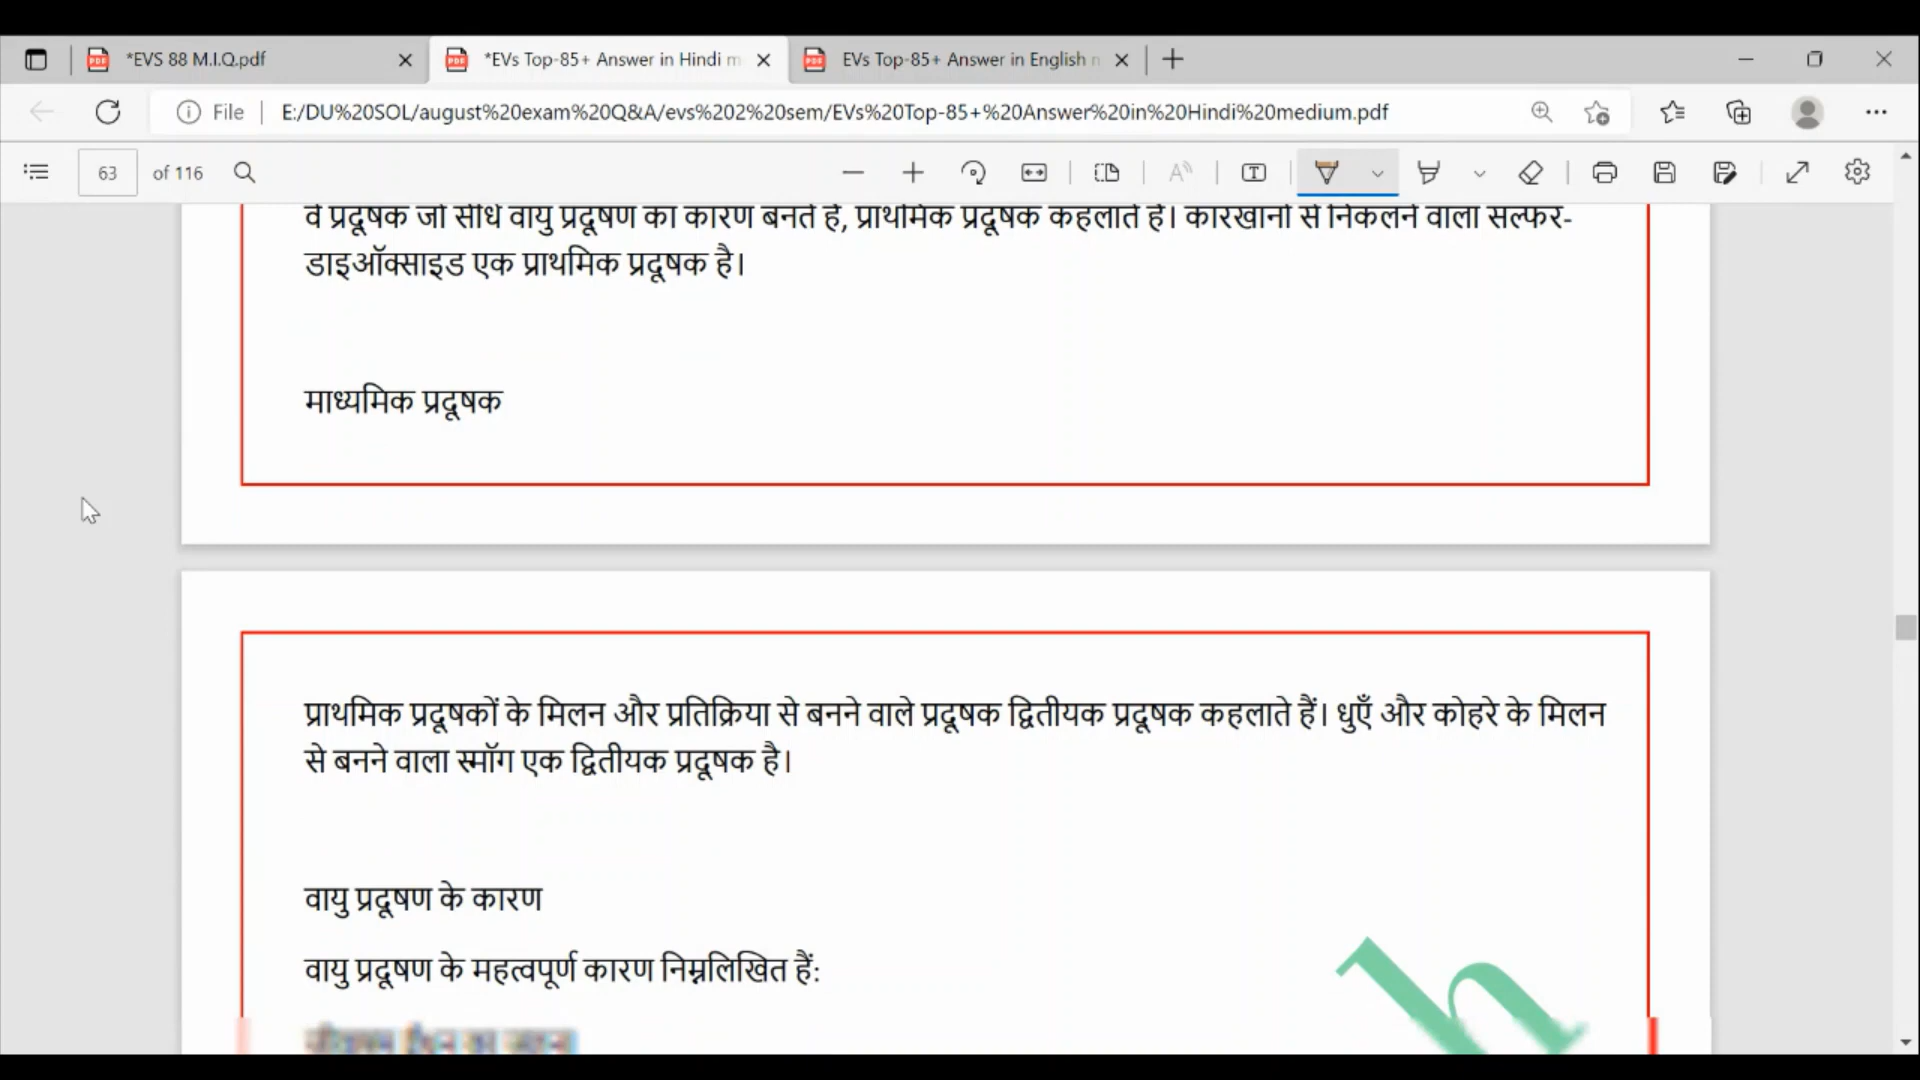 *EVS 88 M.I.Q.pdf
*EVs Top-85+ Answer in Hindi m
EVs Top-85+ Answer in English
File
E:/DU%20SOL/august%20exam%20Q&A/evs%202%20sem/EVs%20Top-85+%20Answer%20in%20Hindi%20medium.pdf
63 of 116
वे प्रदूषक जो सीधे वायु प्रदूषण का कारण बनते हैं, प्राथमिक प्रदूषक कहलाते हैं। कारखानों से निकलने वाला सल्फर-
डाइऑक्साइड एक प्राथमिक प्रदूषक है।
माध्यमिक प्रदूषक
प्राथमिक प्रदूषकों के मिलन और प्रतिक्रिया से बनने वाले प्रदूषक द्वितीयक प्रदूषक कहलाते हैं। धुएँ और कोहरे के मिलन
से बनने वाला स्मॉग एक द्वितीयक प्रदूषक है।
वायु प्रदूषण के कारण
वायु प्रदूषण के महत्वपूर्ण कारण निम्नलिखित हैं:
h